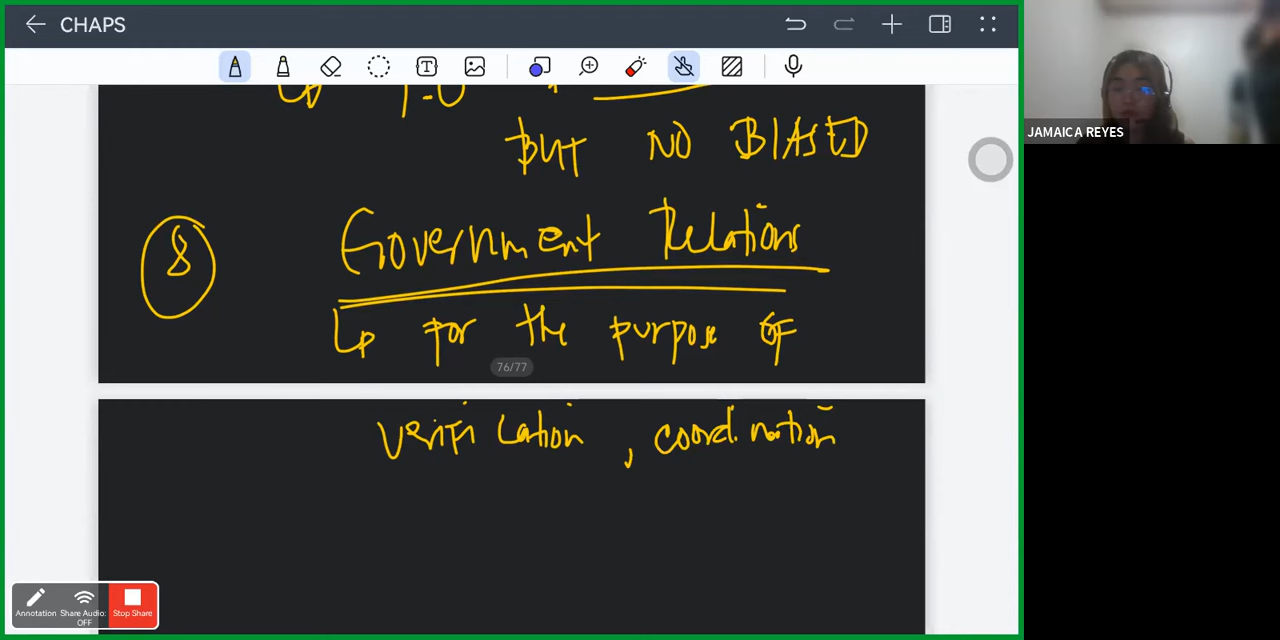 CHAPS
BUT NO BIASED
8 Government Relations
JAMAICA REYES
↳ for the purpose of
76/77
verification, coordination
Annotation
Share Audio: OFF
Stop Share